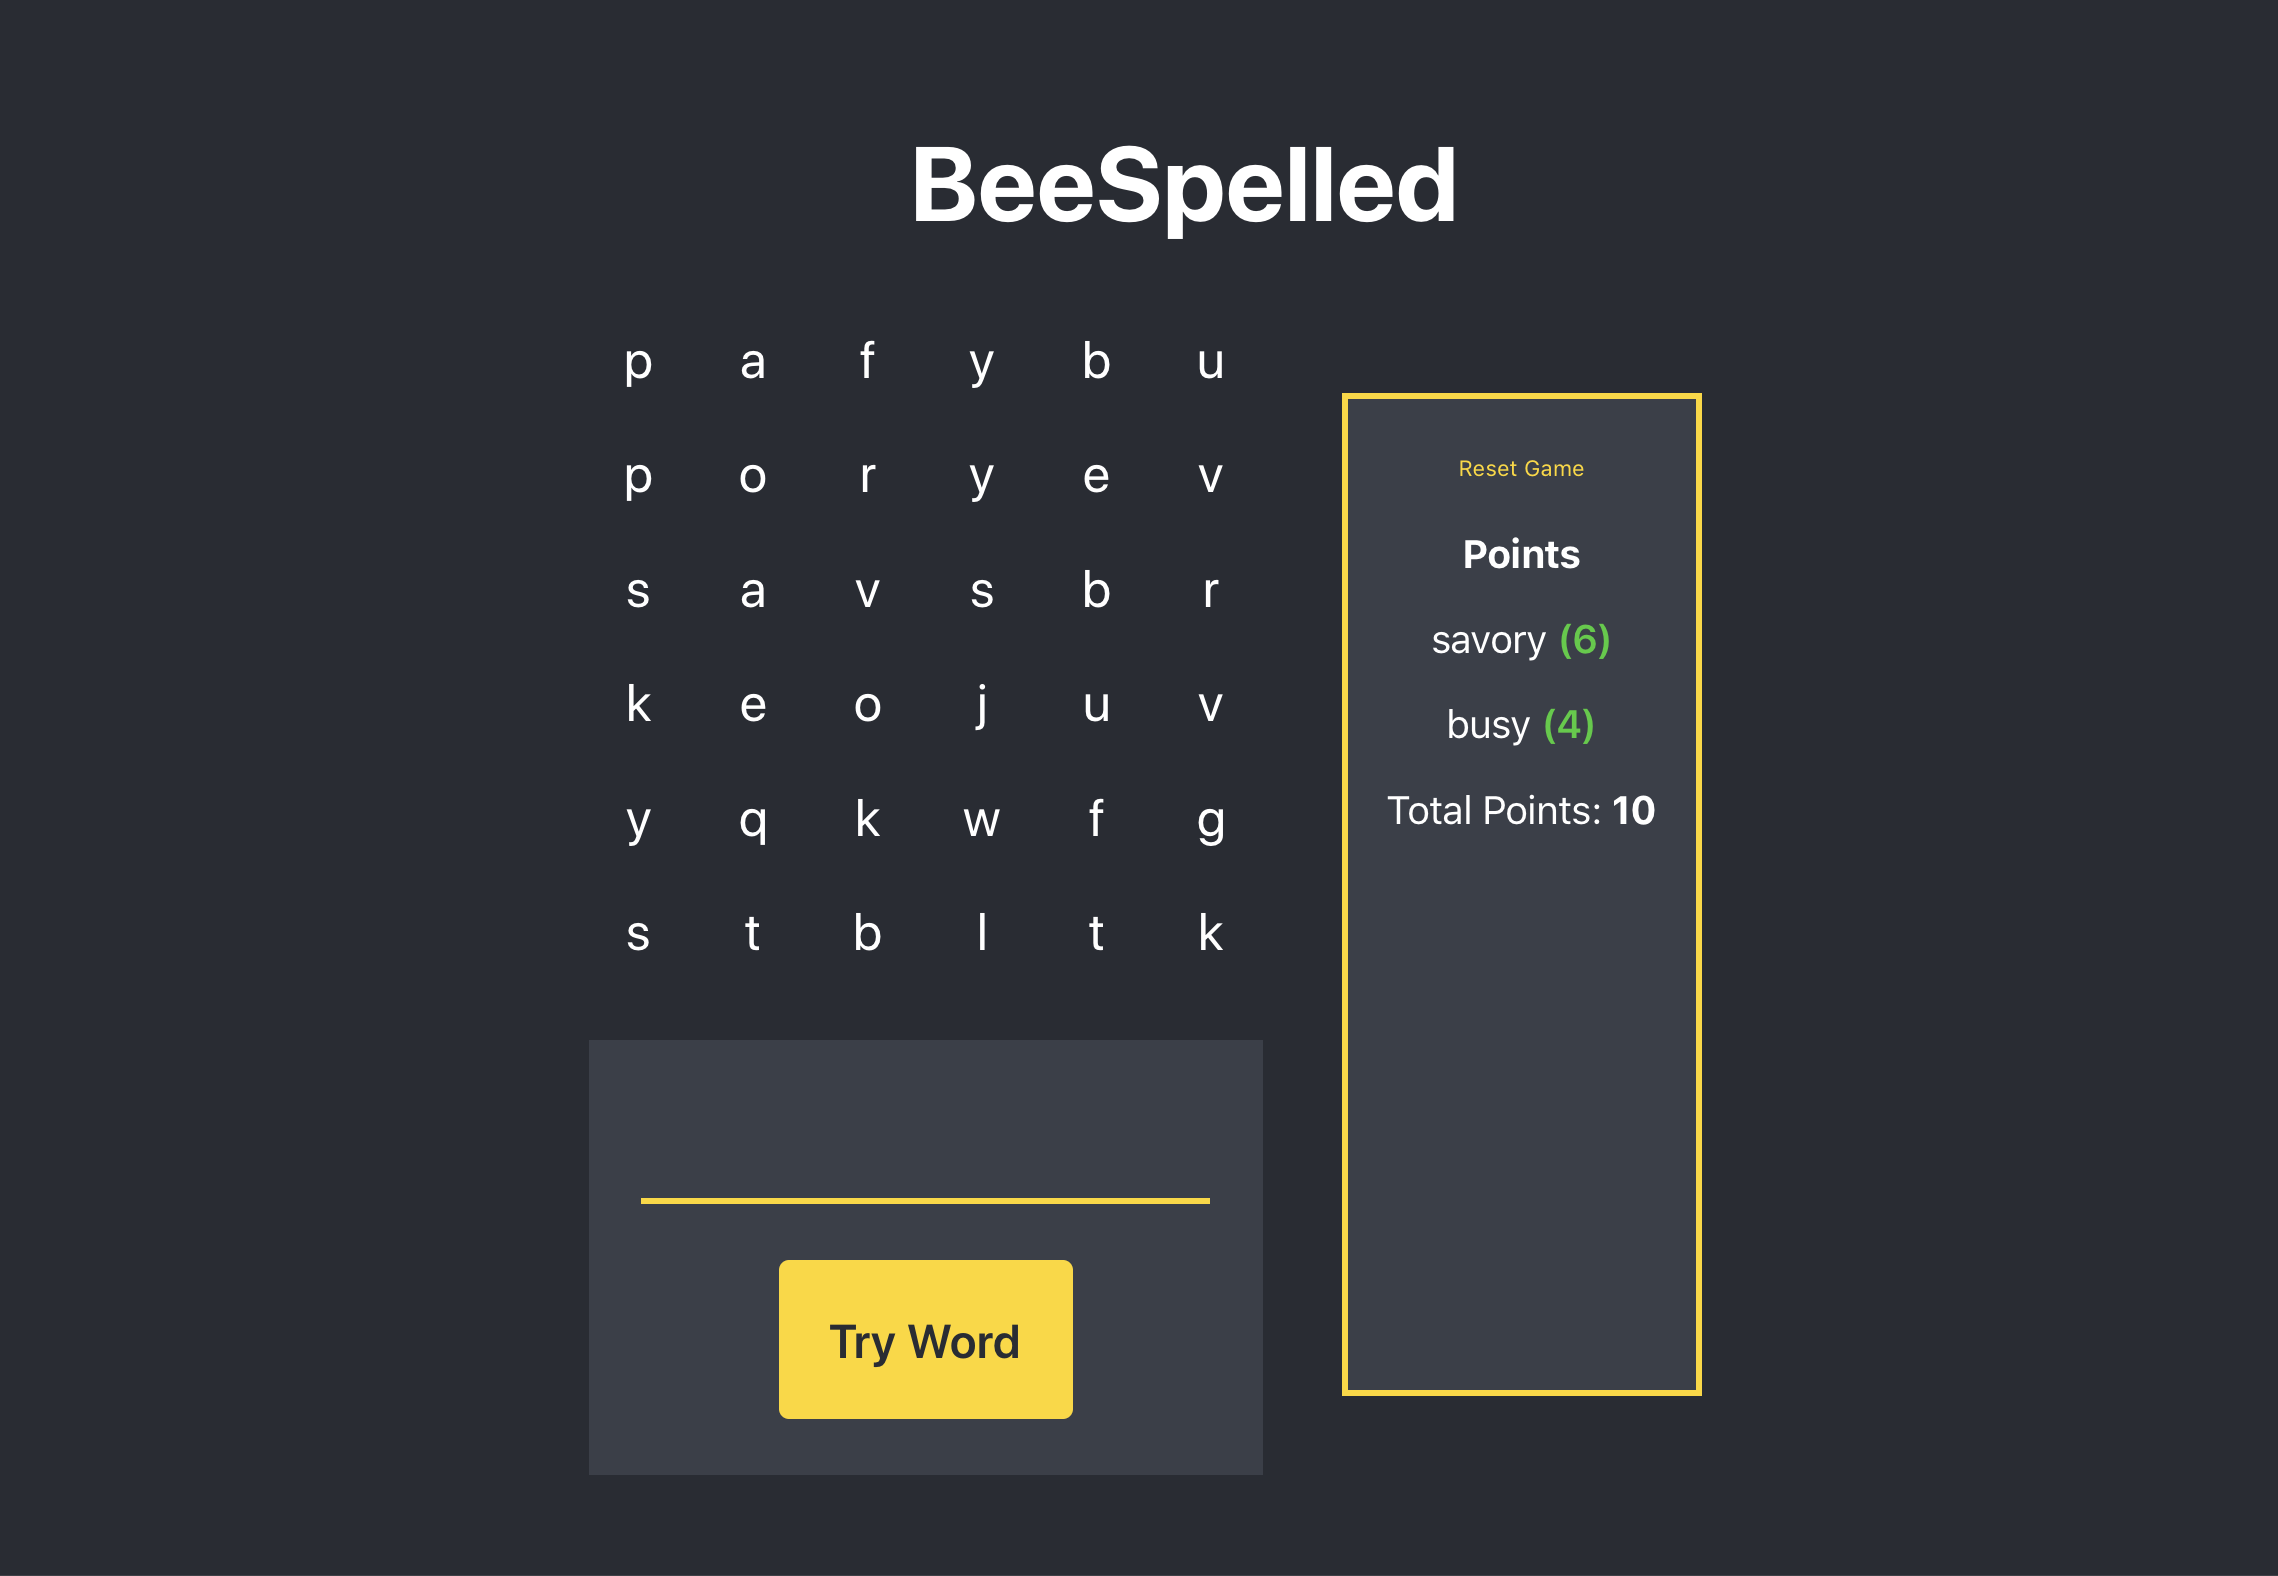 BeeSpelled
p a f y b u
p o r y e v
s a v s b r
k e o j u v
y q k w f g
s t b l t k
Reset Game
Points
savory (6)
busy (4)
Total Points: 10
Try Word